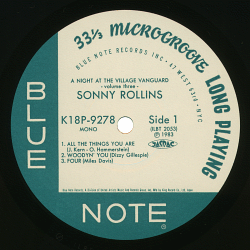 33⅓ MICROGROOVE LONG PLAYING
BLUE NOTE RECORDS INC • 47 WEST 63rd • NYC
A NIGHT AT THE VILLAGE VANGUARD
- volume three -
SONNY ROLLINS
K18P-9278
MONO
Side 1
(LBT 2053)
℗ 1983
JASRAC
1. ALL THE THINGS YOU ARE
(J. Kern - O. Hammerstein)
2. WOODYN' YOU (Dizzy Gillespie)
3. FOUR (Miles Davis)
BLUE
NOTE